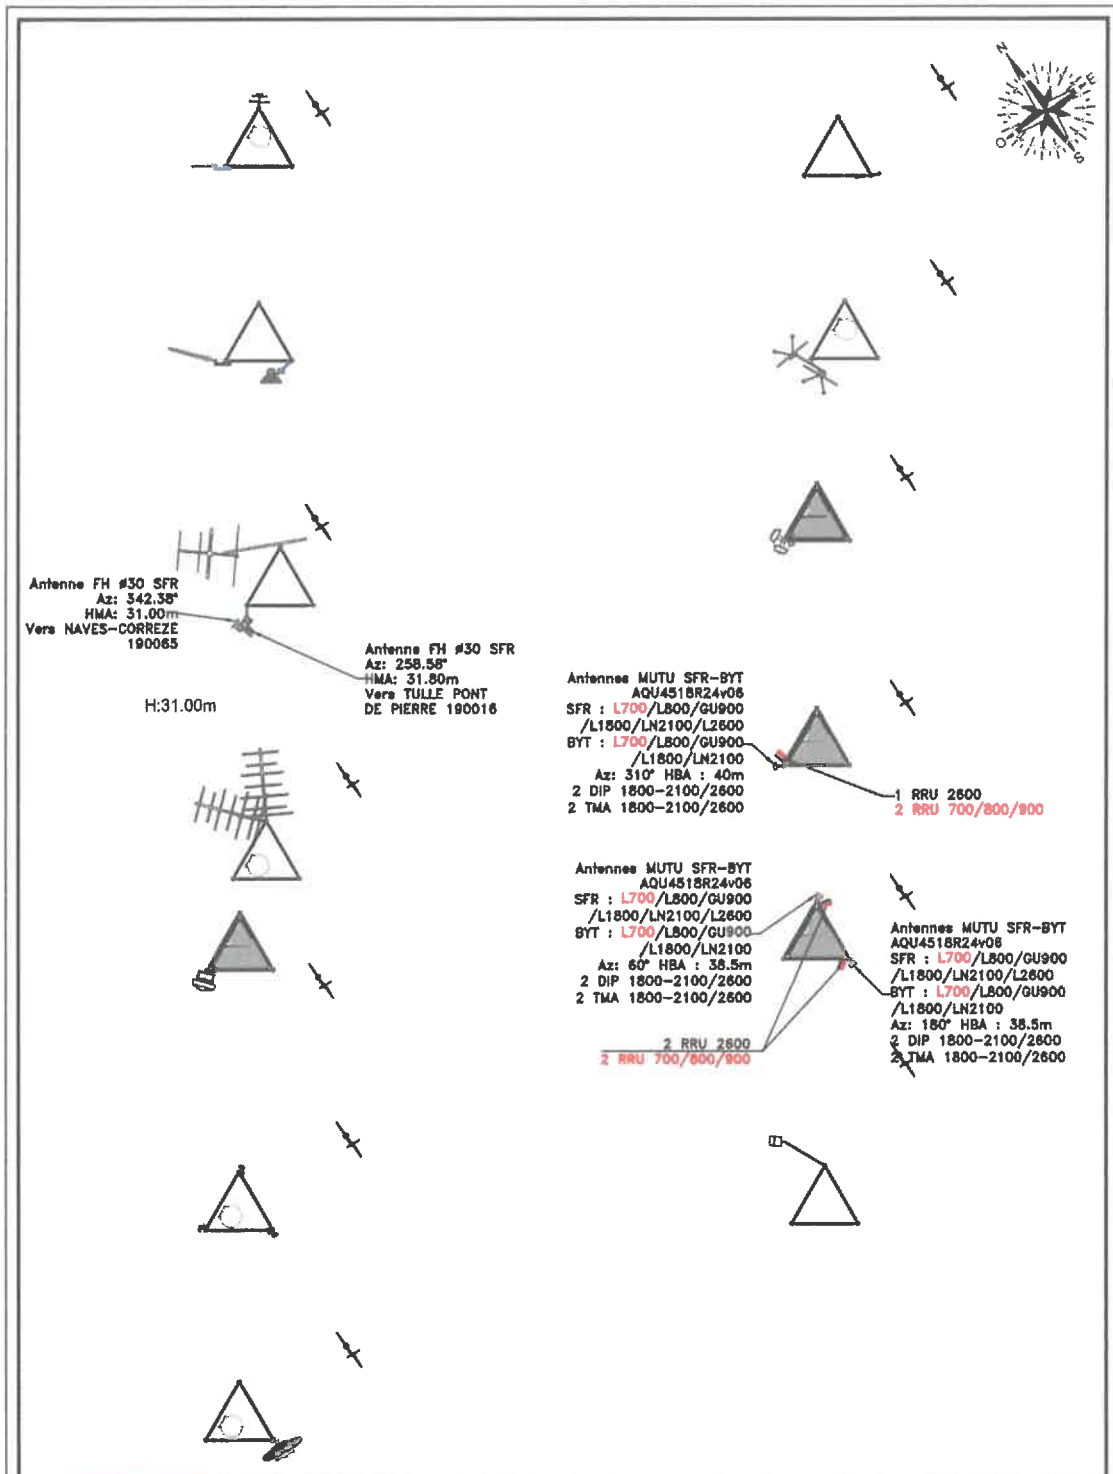 N
E
O
S
Antenne FH ø30 SFR
Az: 342.38°
HMA: 31.00m
Vers NAVES-CORREZE
190065
Antenne FH ø30 SFR
Az: 258.58°
HMA: 31.80m
Vers TULLE PONT
DE PIERRE 190016
H:31.00m
Antennes MUTU SFR-BYT
AQU4518R24v06
SFR : L700/L800/GU900
/L1800/LN2100/L2600
BYT : L700/L800/GU900
/L1800/LN2100
Az: 310° HBA : 40m
2 DIP 1800-2100/2600
2 TMA 1800-2100/2600
1 RRU 2600
2 RRU 700/800/900
Antennes MUTU SFR-BYT
AQU4518R24v06
SFR : L700/L800/GU900
/L1800/LN2100/L2600
BYT : L700/L800/GU900
/L1800/LN2100
Az: 60° HBA : 38.5m
2 DIP 1800-2100/2600
2 TMA 1800-2100/2600
2 RRU 2600
2 RRU 700/800/900
Antennes MUTU SFR-BYT
AQU4518R24v06
SFR : L700/L800/GU900
/L1800/LN2100/L2600
BYT : L700/L800/GU900
/L1800/LN2100
Az: 180° HBA : 38.5m
2 DIP 1800-2100/2600
2 TMA 1800-2100/2600